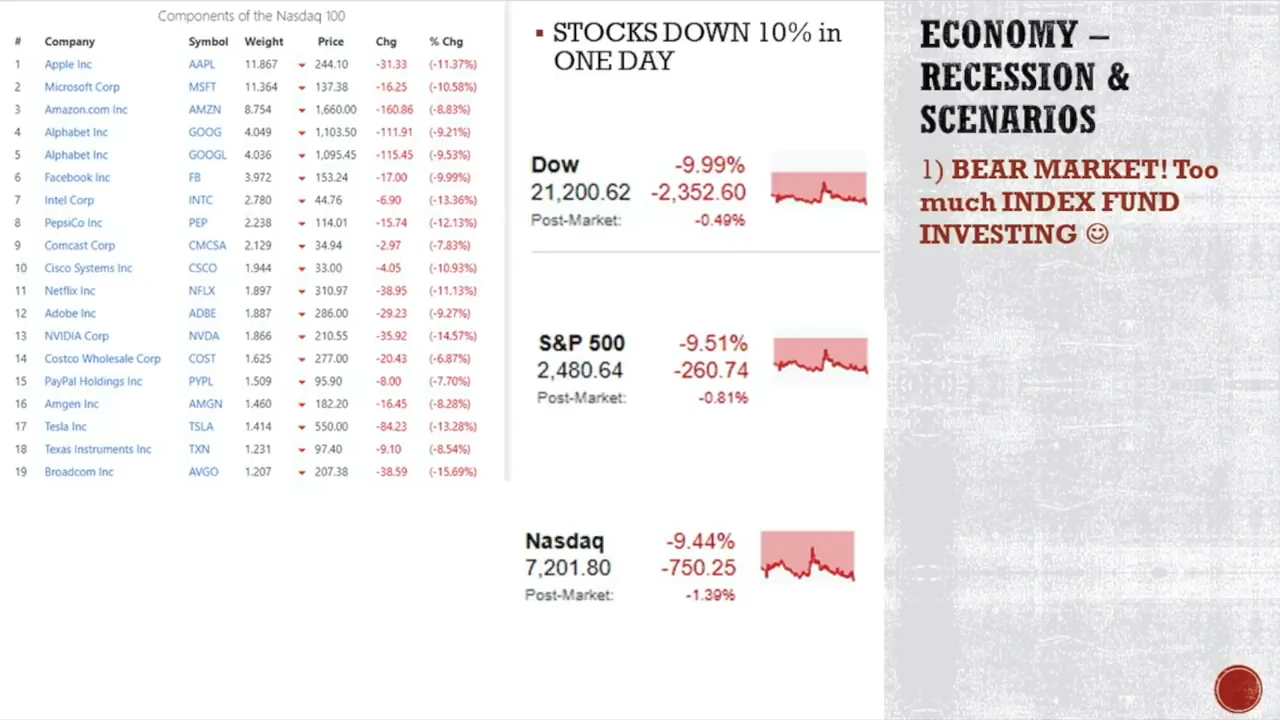 Components of the Nasdaq 100
# Company Symbol Weight Price Chg % Chg
1 Apple Inc AAPL 11.867 244.10 -31.33 (-11.37%)
2 Microsoft Corp MSFT 11.364 137.38 -16.25 (-10.58%)
3 Amazon.com Inc AMZN 8.754 1,660.00 -160.86 (-8.83%)
4 Alphabet Inc GOOG 4.049 1,103.50 -111.91 (-9.21%)
5 Alphabet Inc GOOGL 4.036 1,095.45 -115.45 (-9.53%)
6 Facebook Inc FB 3.972 153.24 -17.00 (-9.99%)
7 Intel Corp INTC 2.780 44.76 -6.90 (-13.36%)
8 PepsiCo Inc PEP 2.238 114.01 -15.74 (-12.13%)
9 Comcast Corp CMCSA 2.129 34.94 -2.97 (-7.83%)
10 Cisco Systems Inc CSCO 1.944 33.00 -4.05 (-10.93%)
11 Netflix Inc NFLX 1.897 310.97 -38.95 (-11.13%)
12 Adobe Inc ADBE 1.887 286.00 -29.23 (-9.27%)
13 NVIDIA Corp NVDA 1.866 210.55 -35.92 (-14.57%)
14 Costco Wholesale Corp COST 1.625 277.00 -20.43 (-6.87%)
15 PayPal Holdings Inc PYPL 1.509 95.90 -8.00 (-7.70%)
16 Amgen Inc AMGN 1.460 182.20 -16.45 (-8.28%)
17 Tesla Inc TSLA 1.414 550.00 -84.23 (-13.28%)
18 Texas Instruments Inc TXN 1.231 97.40 -9.10 (-8.54%)
19 Broadcom Inc AVGO 1.207 207.38 -38.59 (-15.69%)
STOCKS DOWN 10% in
ONE DAY
Dow -9.99%
21,200.62 -2,352.60
Post-Market: -0.49%
S&P 500 -9.51%
2,480.64 -260.74
Post-Market: -0.81%
Nasdaq -9.44%
7,201.80 -750.25
Post-Market: -1.39%
ECONOMY –
RECESSION &
SCENARIOS
1) BEAR MARKET! Too
much INDEX FUND
INVESTING ☺